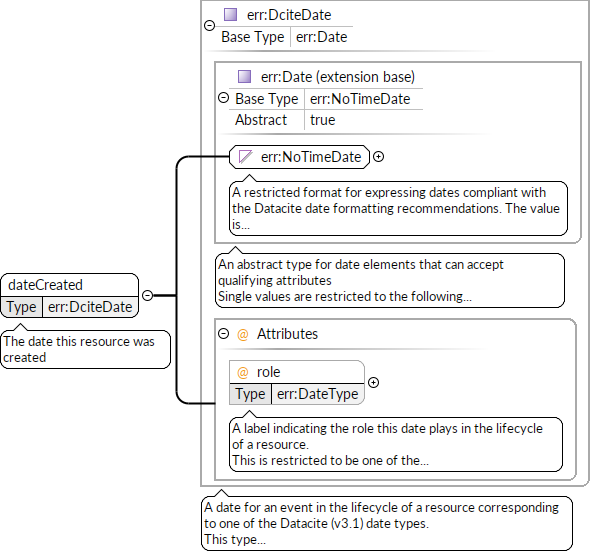 err:DciteDate
Base Type err:Date
err:Date (extension base)
Base Type err:NoTimeDate
Abstract true
err:NoTimeDate
A restricted format for expressing dates compliant with
the Datacite date formatting recommendations. The value
is...
An abstract type for date elements that can accept
qualifying attributes
Single values are restricted to the following...
dateCreated
Type err:DciteDate
The date this resource was
created
@ Attributes
@ role
Type err:DateType
A label indicating the role this date plays in the lifecycle
of a resource.
This is restricted to be one of the...
A date for an event in the lifecycle of a resource corresponding
to one of the Datacite (v3.1) date types.
This type...